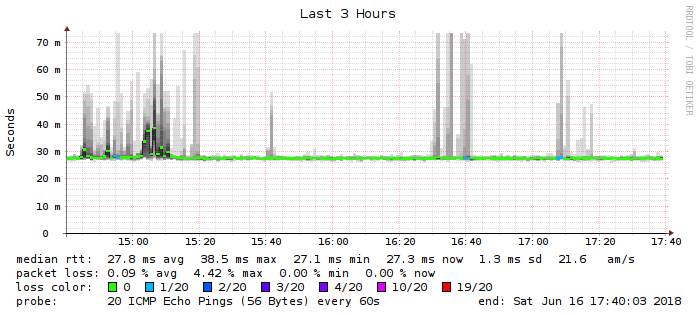 Last 3 Hours
RRDTOOL / TOBI OETIKER
Seconds
70 m
60 m
50 m
40 m
30 m
20 m
10 m
0
15:00 15:20 15:40 16:00 16:20 16:40 17:00 17:20 17:40
median rtt: 27.8 ms avg 38.5 ms max 27.1 ms min 27.3 ms now 1.3 ms sd 21.6 am/s
packet loss: 0.09 % avg 4.42 % max 0.00 % min 0.00 % now
loss color: 0 1/20 2/20 3/20 4/20 10/20 19/20
probe: 20 ICMP Echo Pings (56 Bytes) every 60s end: Sat Jun 16 17:40:03 2018